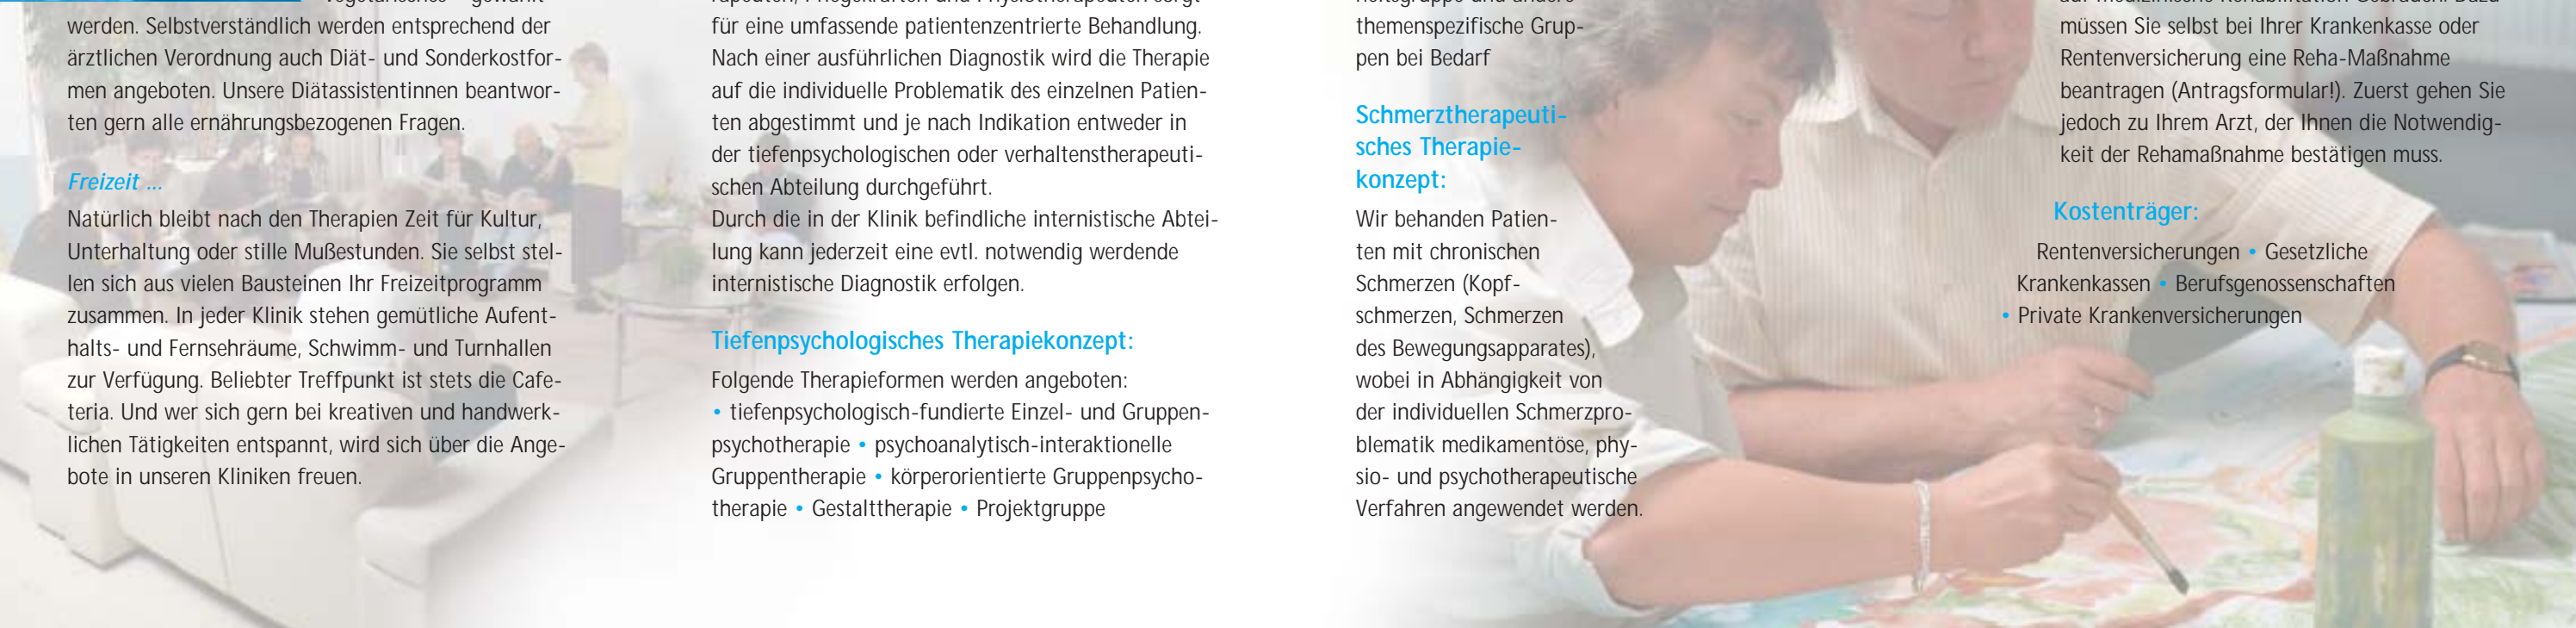 werden. Selbstverständlich werden entsprechend der
ärztlichen Verordnung auch Diät- und Sonderkostfor-
men angeboten. Unsere Diätassistentinnen beantwor-
ten gern alle ernährungsbezogenen Fragen.
Freizeit ...
Natürlich bleibt nach den Therapien Zeit für Kultur,
Unterhaltung oder stille Mußestunden. Sie selbst stel-
len sich aus vielen Bausteinen Ihr Freizeitprogramm
zusammen. In jeder Klinik stehen gemütliche Aufent-
halts- und Fernsehräume, Schwimm- und Turnhallen
zur Verfügung. Beliebter Treffpunkt ist stets die Cafe-
teria. Und wer sich gern bei kreativen und handwerk-
lichen Tätigkeiten entspannt, wird sich über die Ange-
bote in unseren Kliniken freuen.
für eine umfassende patientenzentrierte Behandlung.
Nach einer ausführlichen Diagnostik wird die Therapie
auf die individuelle Problematik des einzelnen Patien-
ten abgestimmt und je nach Indikation entweder in
der tiefenpsychologischen oder verhaltenstherapeuti-
schen Abteilung durchgeführt.
Durch die in der Klinik befindliche internistische Abtei-
lung kann jederzeit eine evtl. notwendig werdende
internistische Diagnostik erfolgen.
Tiefenpsychologisches Therapiekonzept:
Folgende Therapieformen werden angeboten:
• tiefenpsychologisch-fundierte Einzel- und Gruppen-
psychotherapie • psychoanalytisch-interaktionelle
Gruppentherapie • körperorientierte Gruppenpsycho-
therapie • Gestalttherapie • Projektgruppe
themenspezifische Grup-
pen bei Bedarf
Schmerztherapeuti-
sches Therapie-
konzept:
Wir behanden Patien-
ten mit chronischen
Schmerzen (Kopf-
schmerzen, Schmerzen
des Bewegungsapparates),
wobei in Abhängigkeit von
der individuellen Schmerzpro-
blematik medikamentöse, phy-
sio- und psychotherapeutische
Verfahren angewendet werden.
müssen Sie selbst bei Ihrer Krankenkasse oder
Rentenversicherung eine Reha-Maßnahme
beantragen (Antragsformular!). Zuerst gehen Sie
jedoch zu Ihrem Arzt, der Ihnen die Notwendig-
keit der Rehamaßnahme bestätigen muss.
Kostenträger:
Rentenversicherungen • Gesetzliche
Krankenkassen • Berufsgenossenschaften
• Private Krankenversicherungen